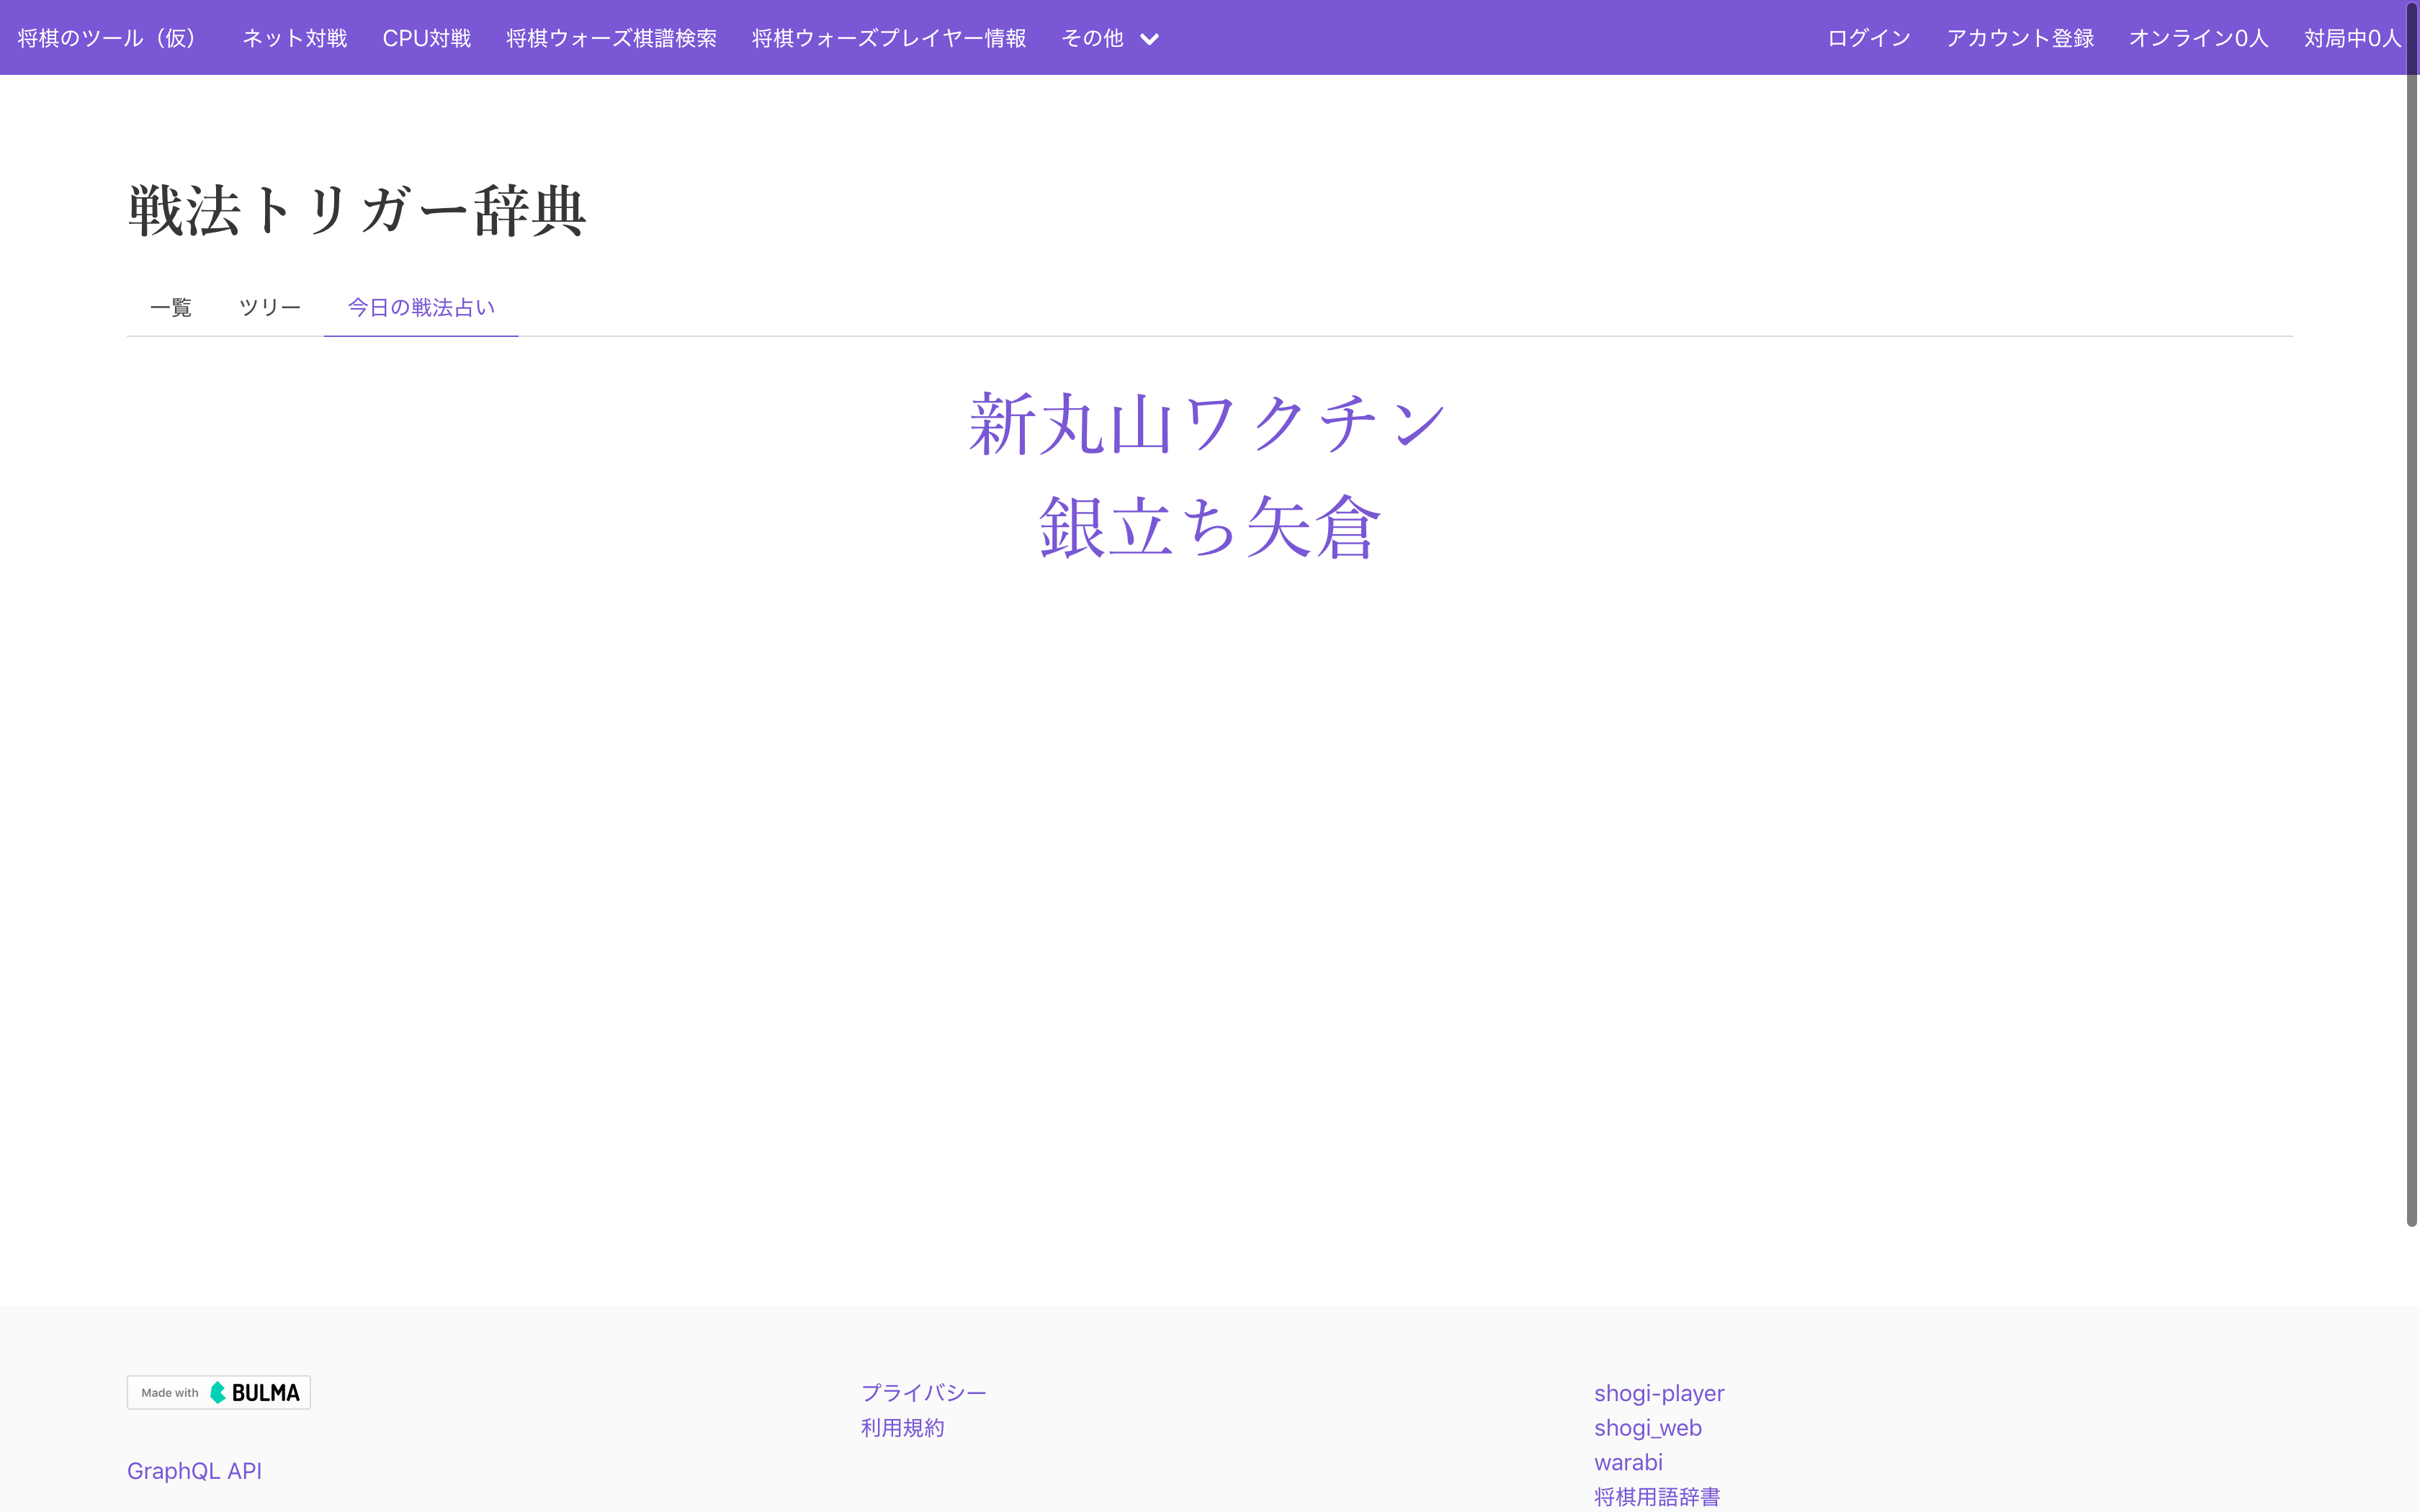 将棋のツール（仮） ネット対戦 CPU対戦 将棋ウォーズ棋譜検索 将棋ウォーズプレイヤー情報 その他 ログイン アカウント登録 オンライン0人 対局中0人
戦法トリガー辞典
一覧 ツリー 今日の戦法占い
新丸山ワクチン
銀立ち矢倉
Made with BULMA
GraphQL API
プライバシー
利用規約
shogi-player
shogi_web
warabi
将棋用語辞書